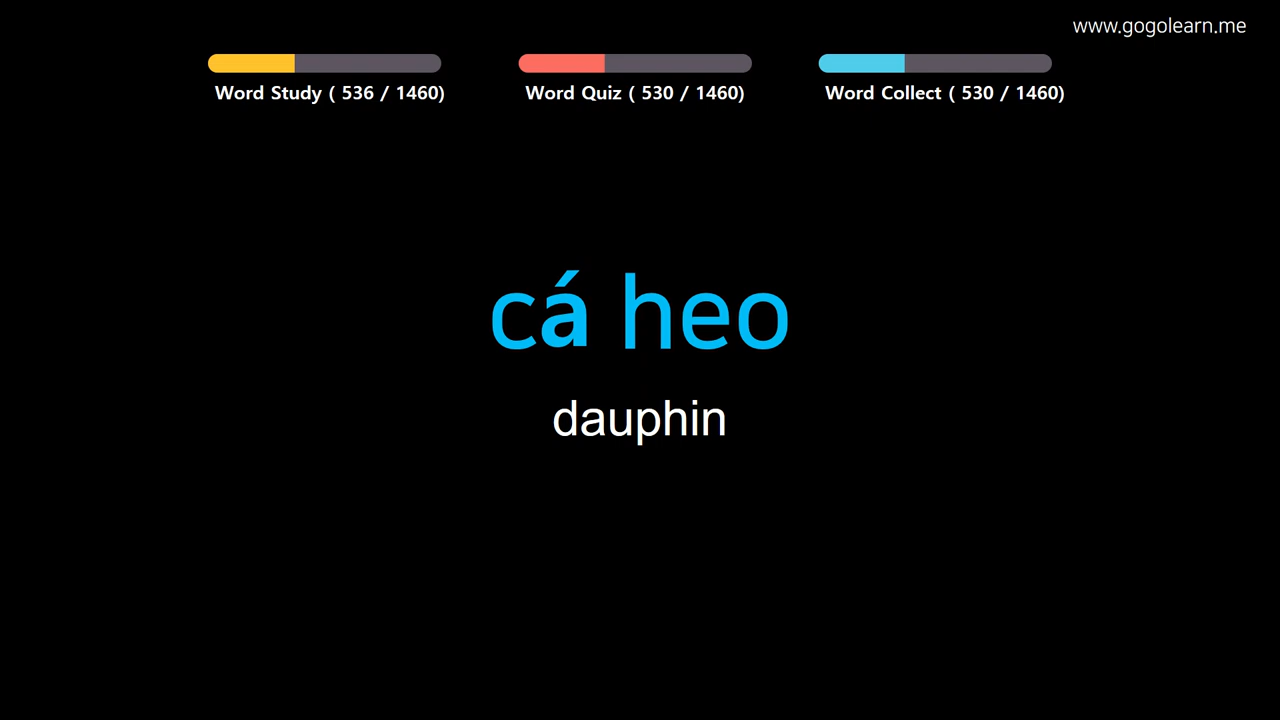 www.gogolearn.me
Word Study ( 536 / 1460)
Word Quiz ( 530 / 1460)
Word Collect ( 530 / 1460)
cá heo
dauphin